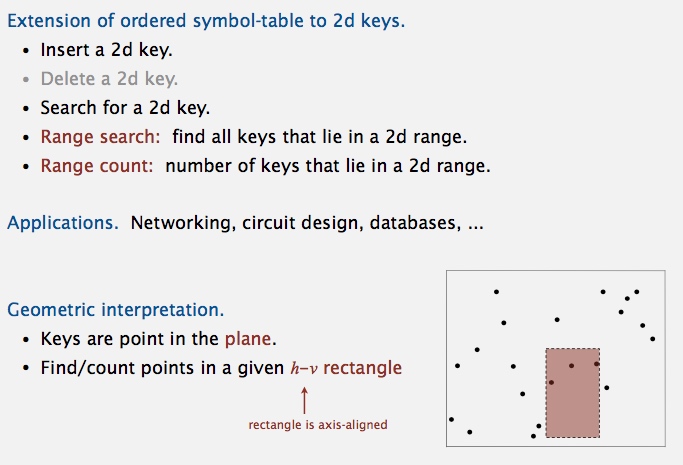 Extension of ordered symbol-table to 2d keys.
• Insert a 2d key.
• Delete a 2d key.
• Search for a 2d key.
• Range search: find all keys that lie in a 2d range.
• Range count: number of keys that lie in a 2d range.
Applications. Networking, circuit design, databases, ...
Geometric interpretation.
• Keys are point in the plane.
• Find/count points in a given h–v rectangle
rectangle is axis-aligned